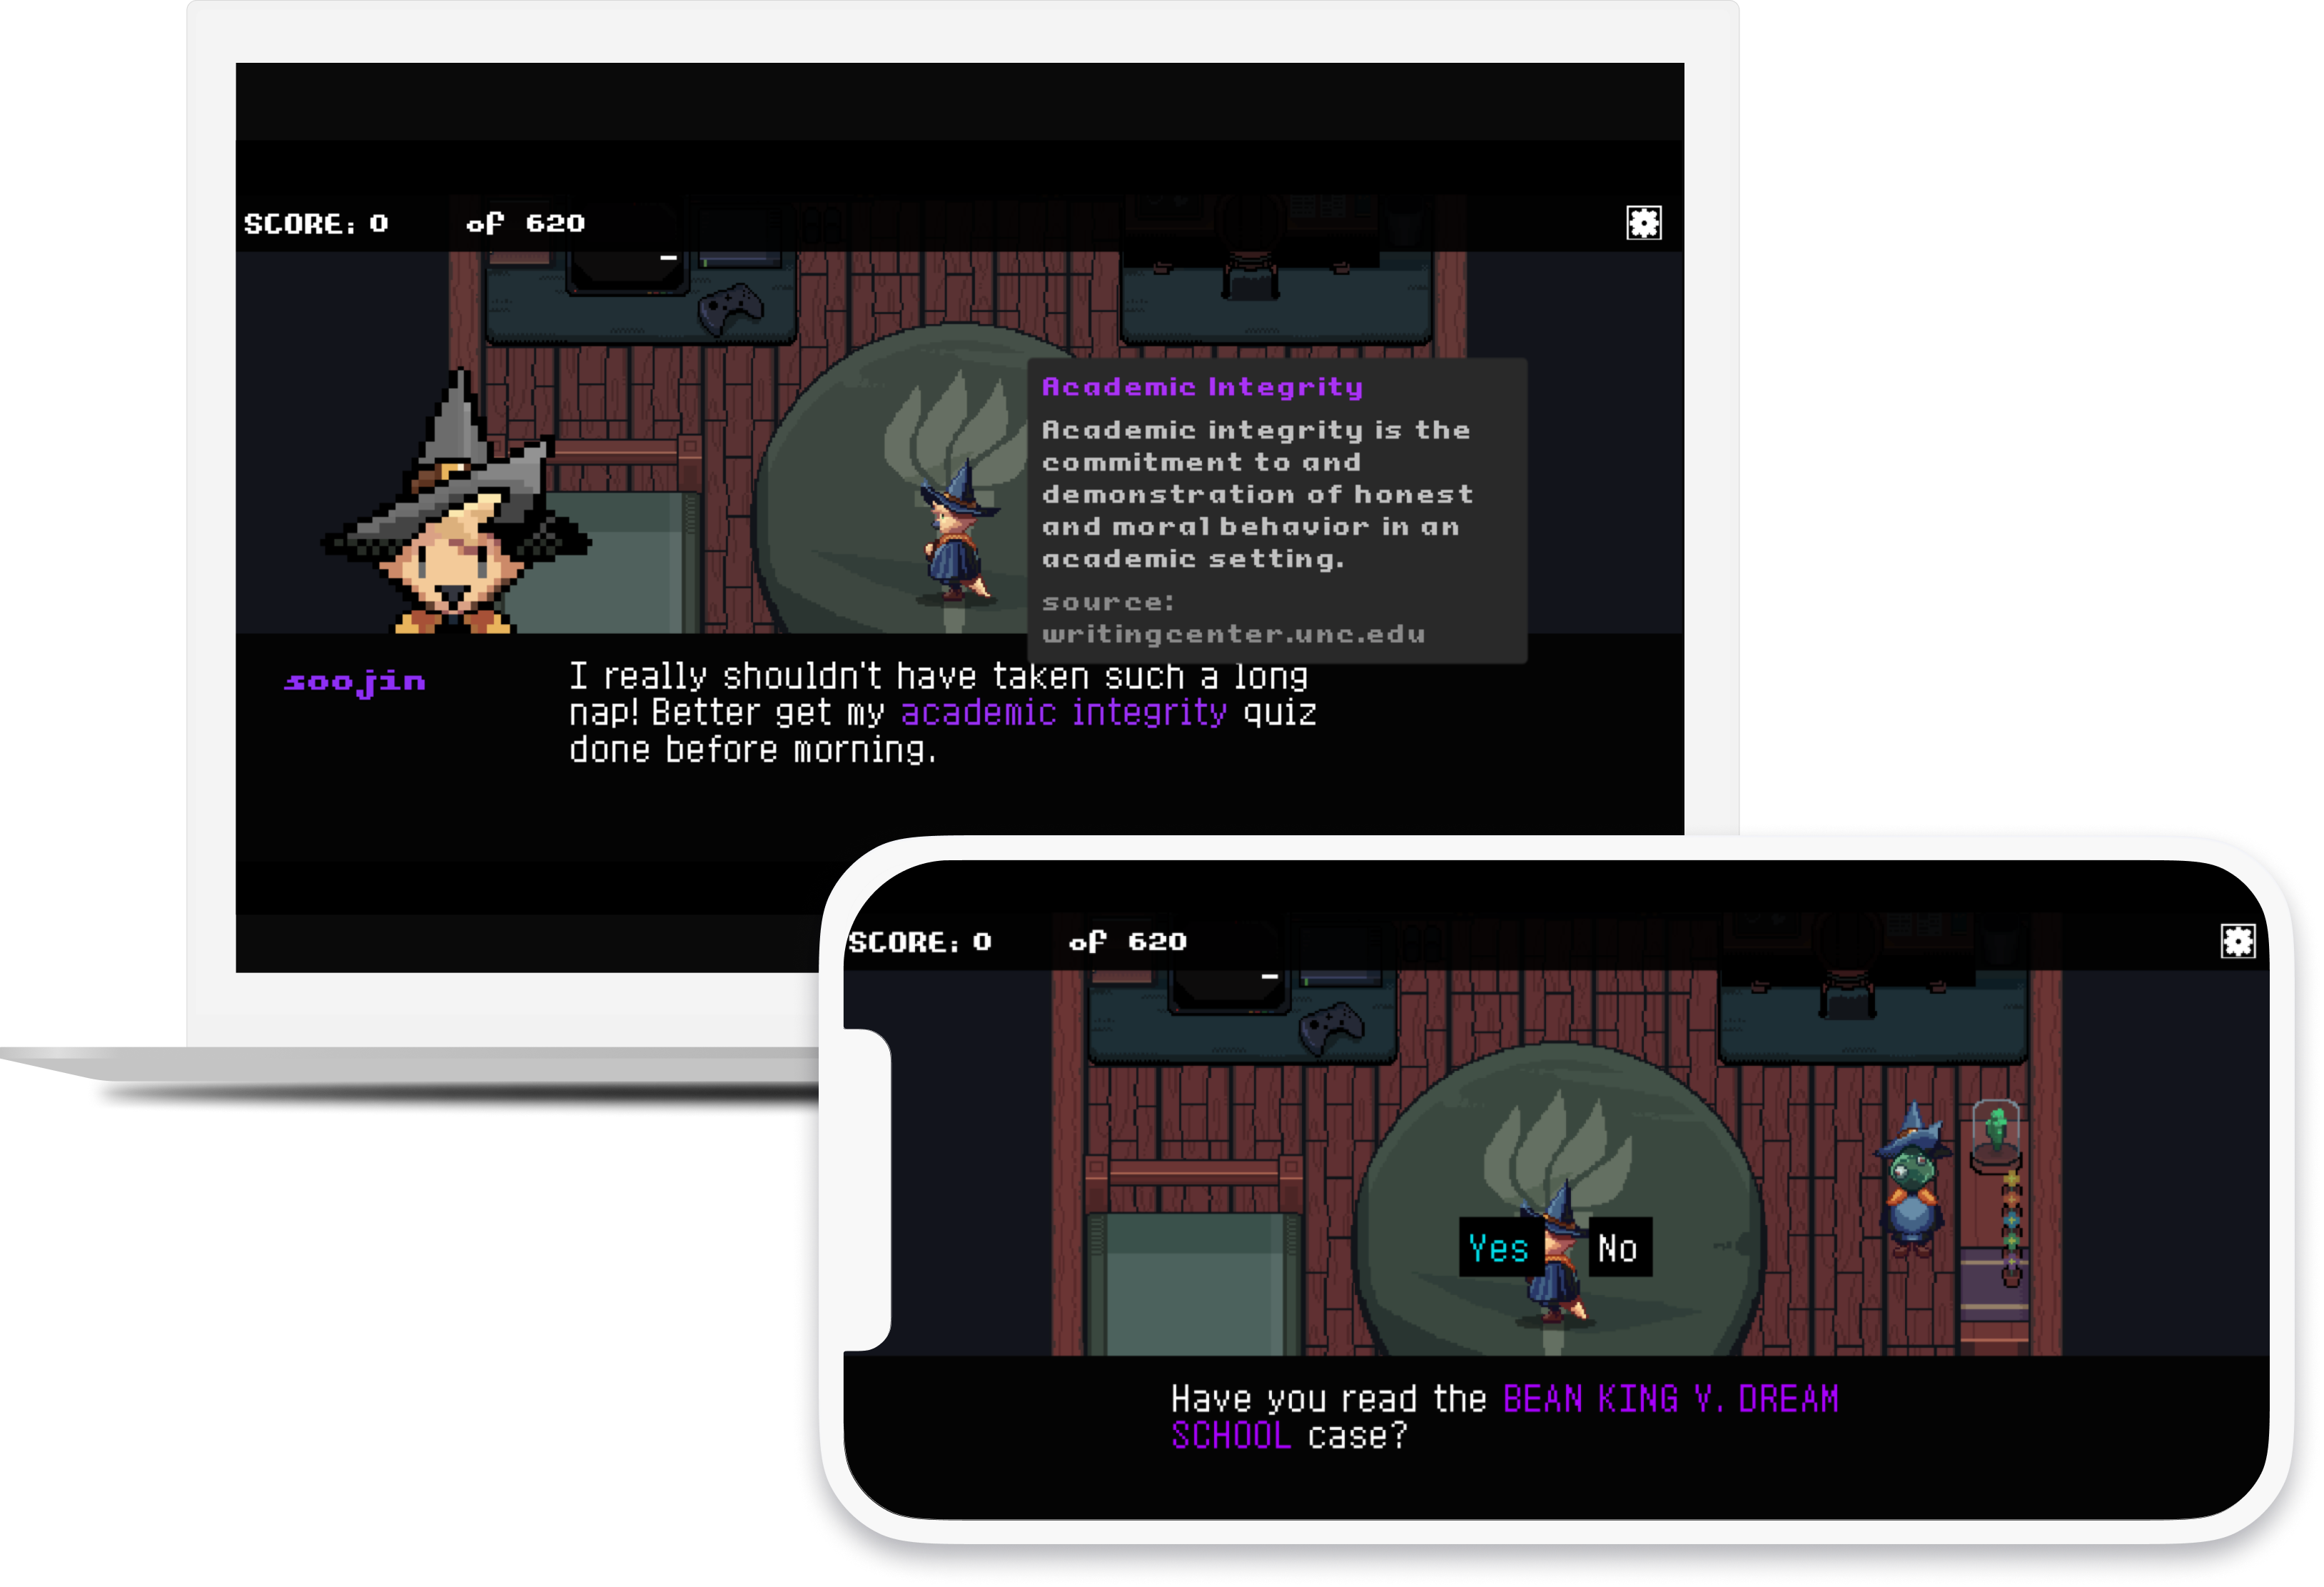 SCORE: 0 of 620
Academic Integrity
Academic integrity is the
commitment to and
demonstration of honest
and moral behavior in an
academic setting.
source:
writingcenter.unc.edu
soojin
I really shouldn't have taken such a long
nap! Better get my academic integrity quiz
done before morning.
SCORE: 0 of 620
Yes No
Have you read the BEAN KING V. DREAM
SCHOOL case?